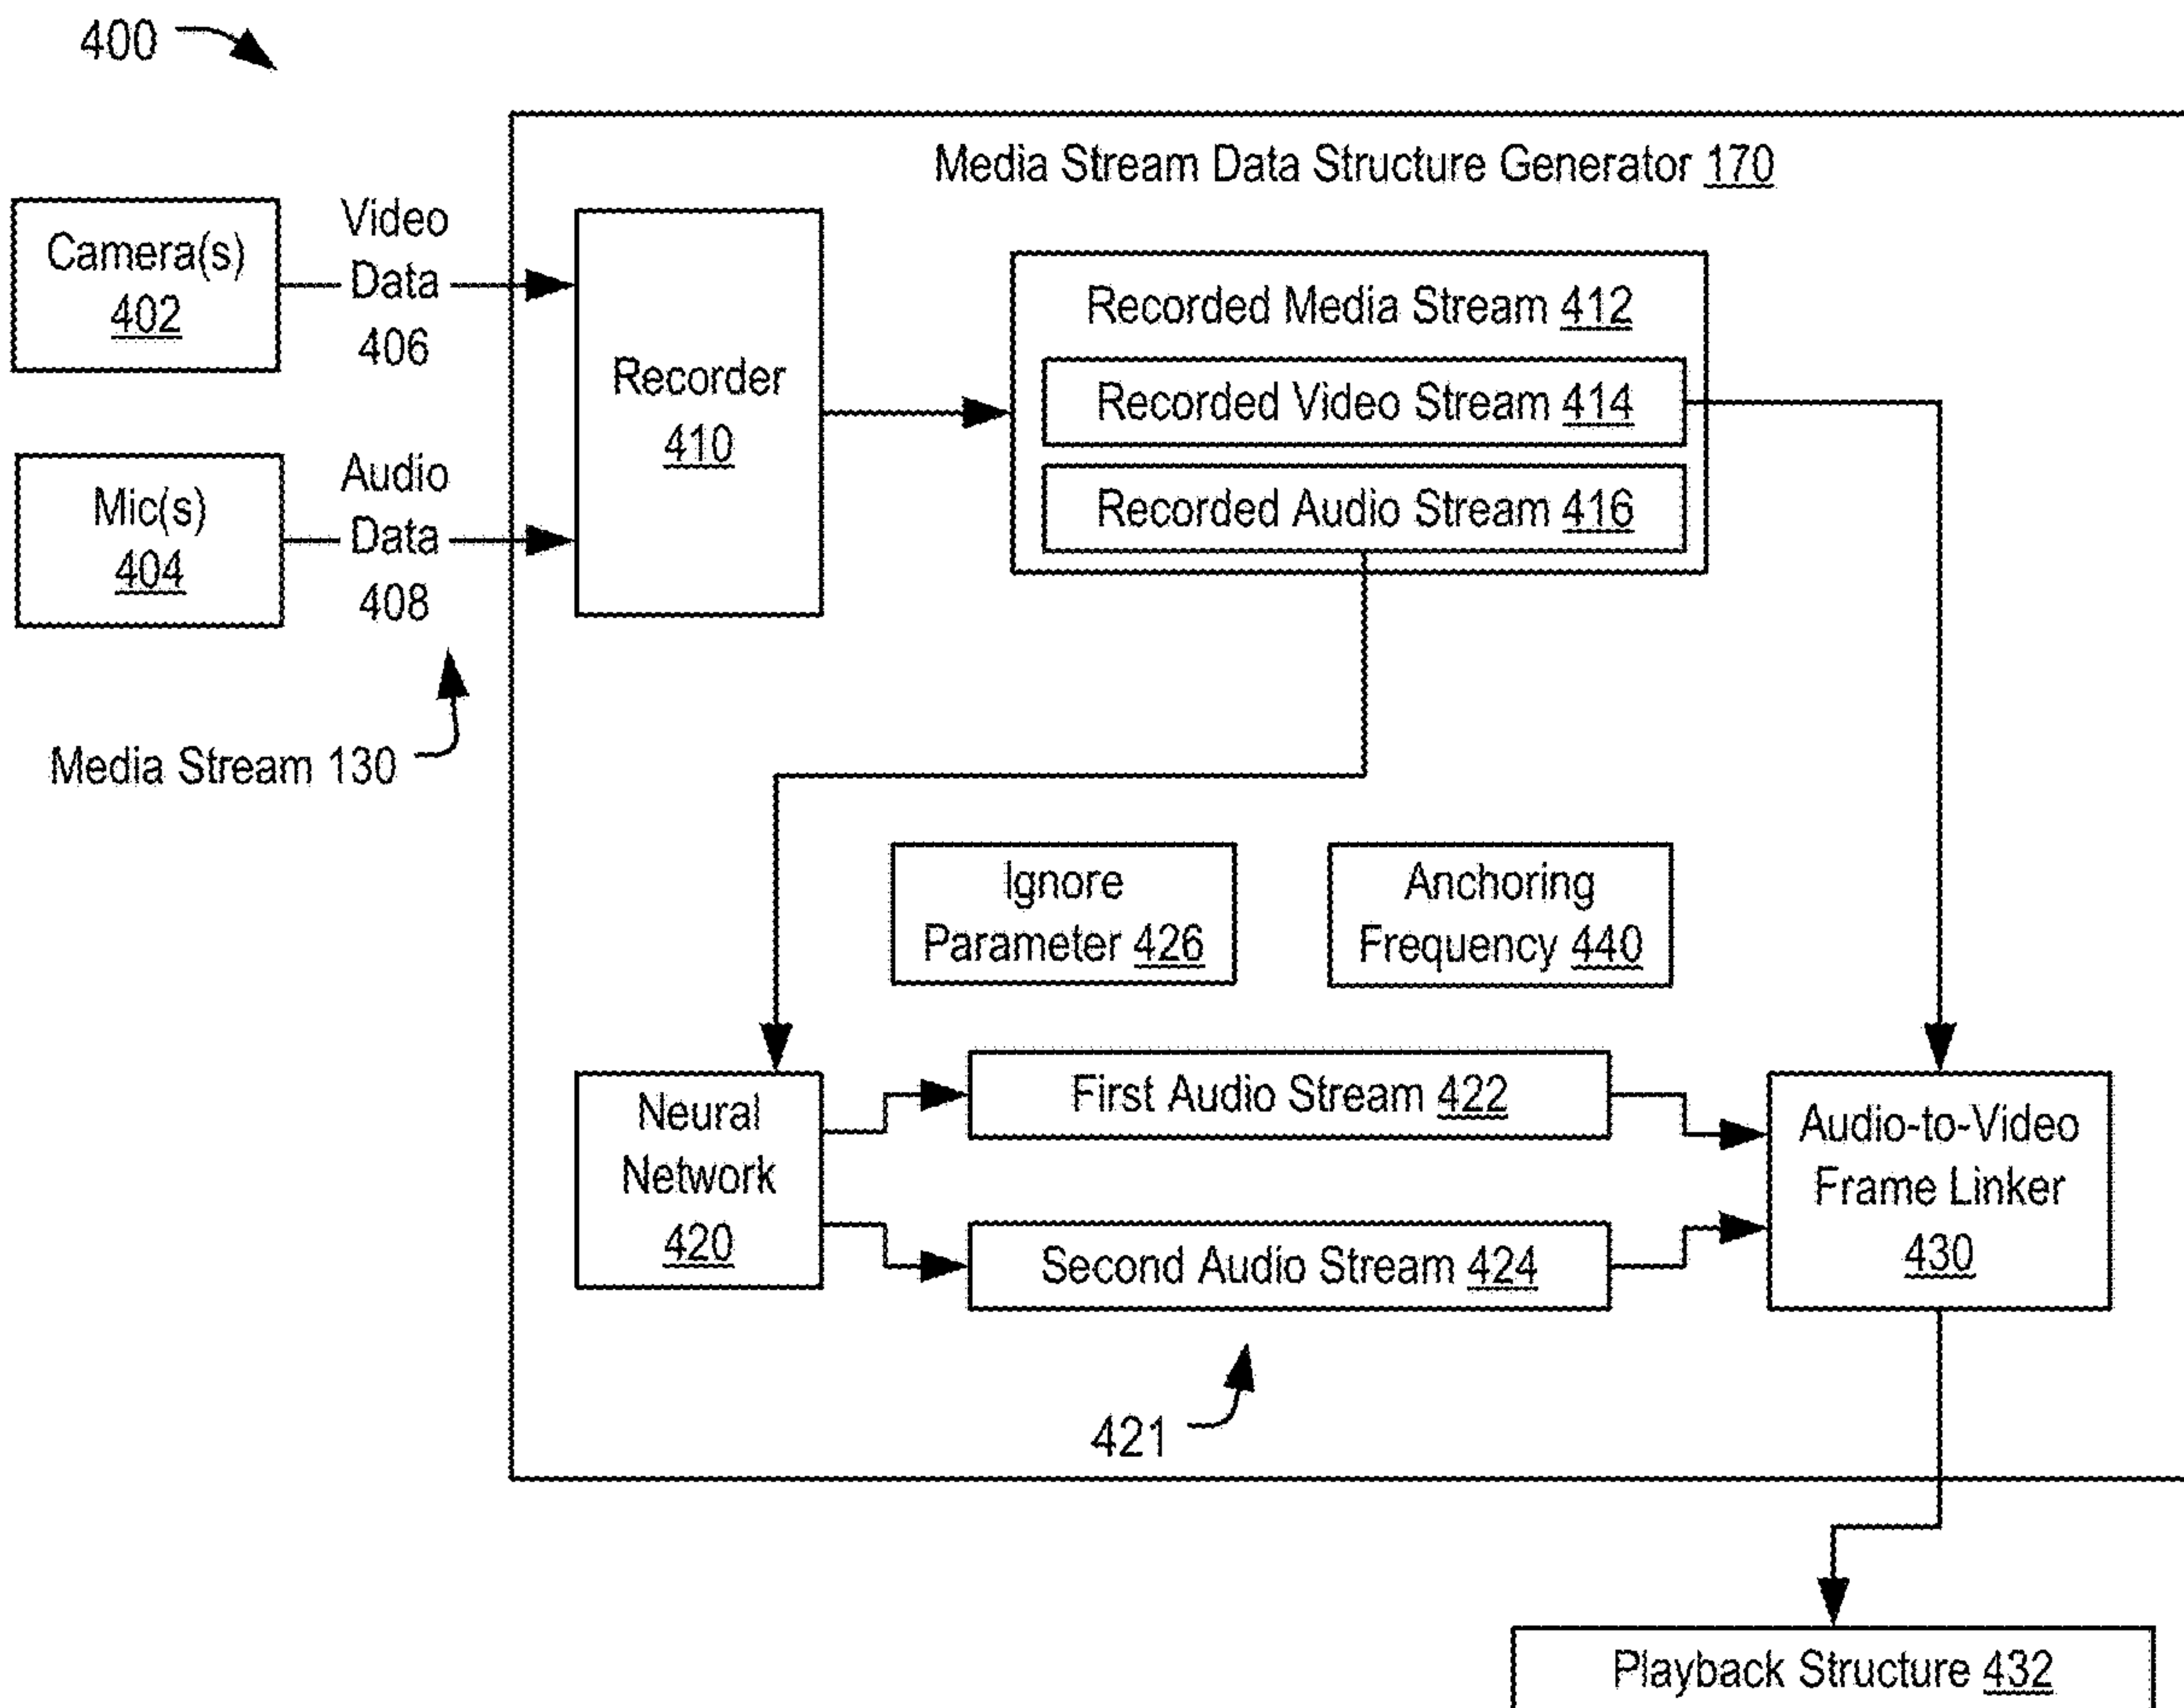 400
Media Stream Data Structure Generator 170
Camera(s)
402
Video
Data
406
Mic(s)
404
Audio
Data
408
Media Stream 130
Recorder
410
Recorded Media Stream 412
Recorded Video Stream 414
Recorded Audio Stream 416
Ignore
Parameter 426
Anchoring
Frequency 440
Neural
Network
420
First Audio Stream 422
Second Audio Stream 424
421
Audio-to-Video
Frame Linker
430
Playback Structure 432